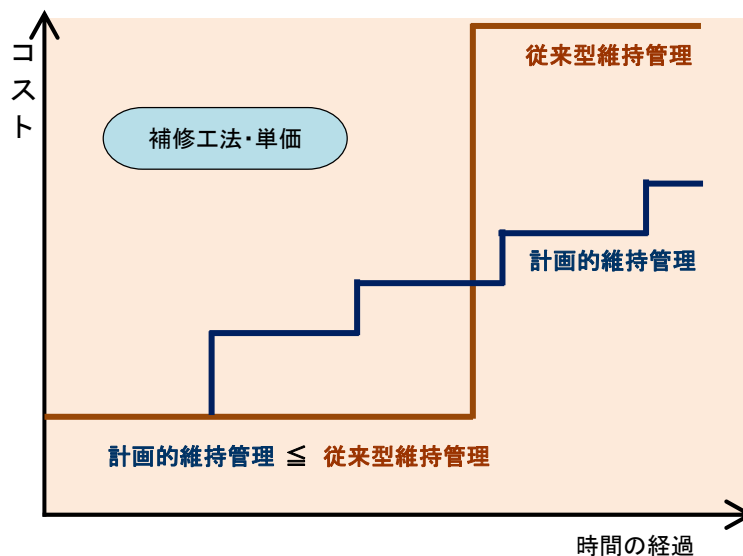 コスト
従来型維持管理
補修工法・単価
計画的維持管理
計画的維持管理 ≦ 従来型維持管理
時間の経過